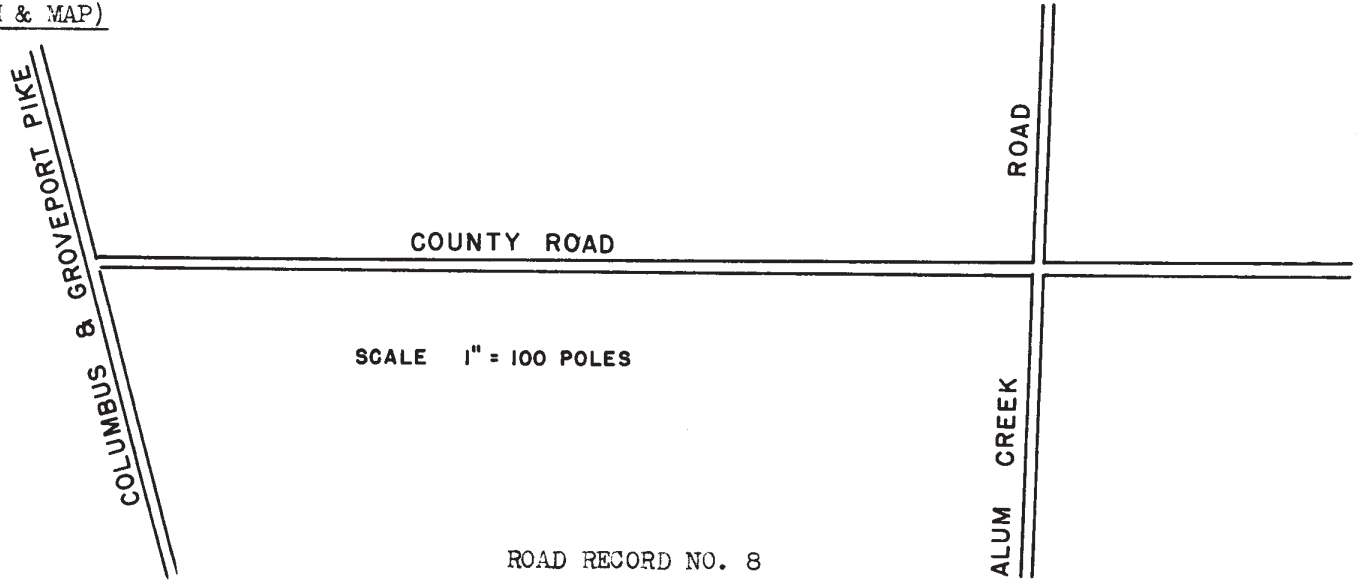 & MAP)
COLUMBUS & GROVEPORT PIKE
COUNTY ROAD
ALUM CREEK ROAD
SCALE 1" = 100 POLES
ROAD RECORD NO. 8